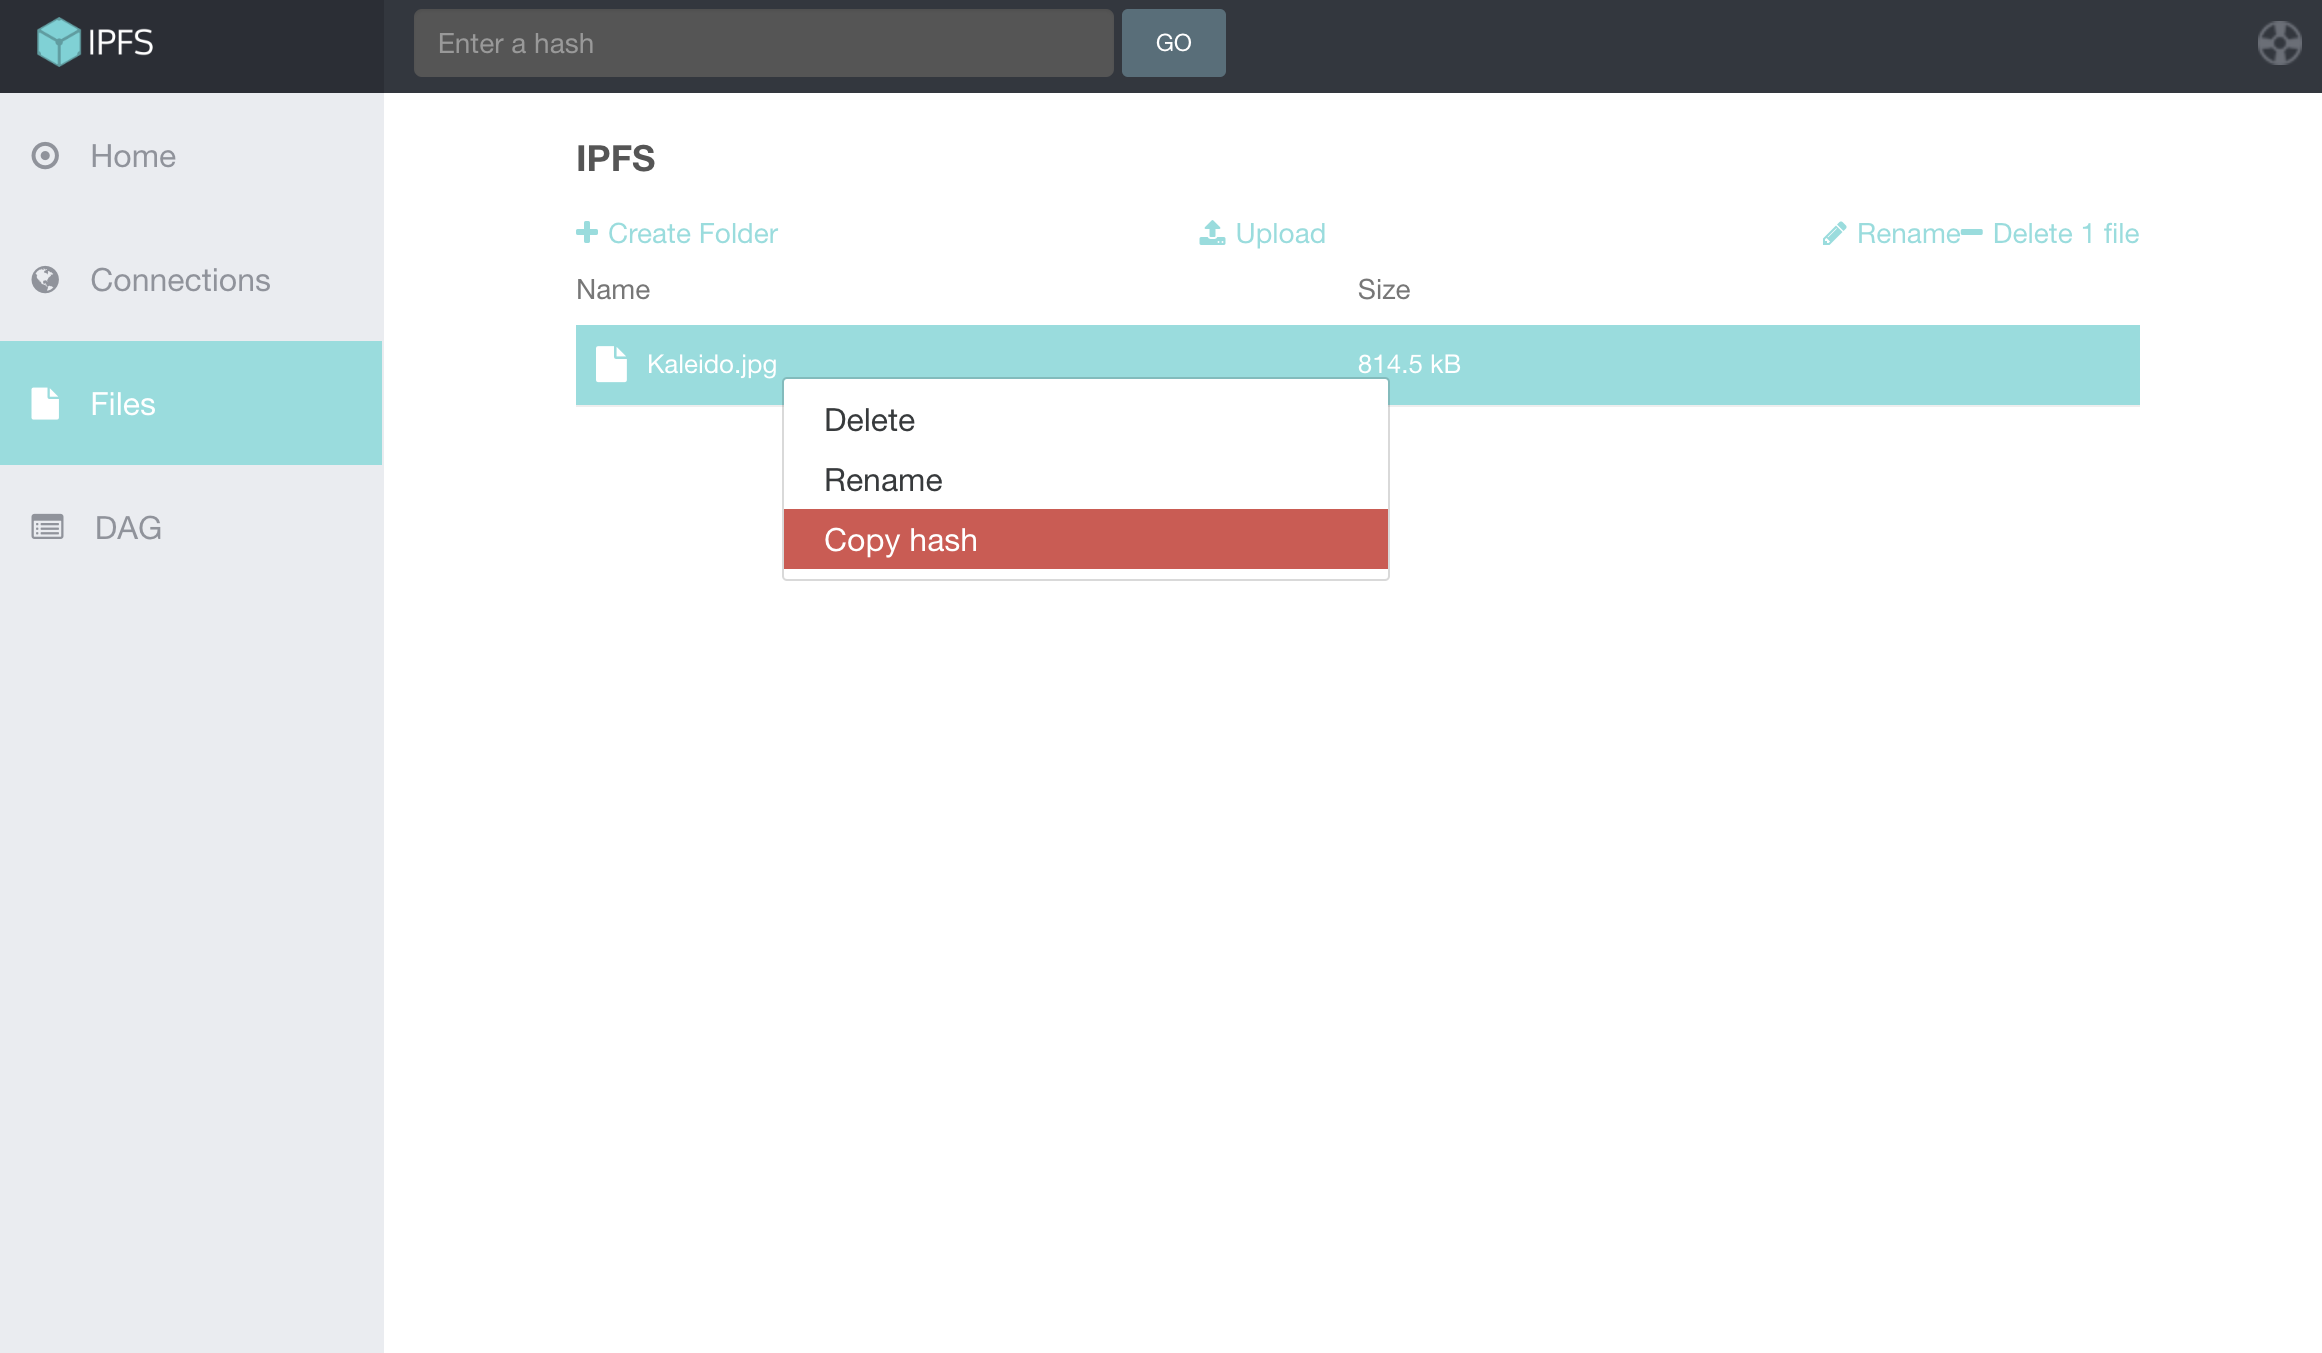 IPFS
Enter a hash
GO
Home
Connections
Files
DAG
IPFS
Create Folder
Upload
Rename
Delete 1 file
Name
Size
Kaleido.jpg
814.5 kB
Delete
Rename
Copy hash